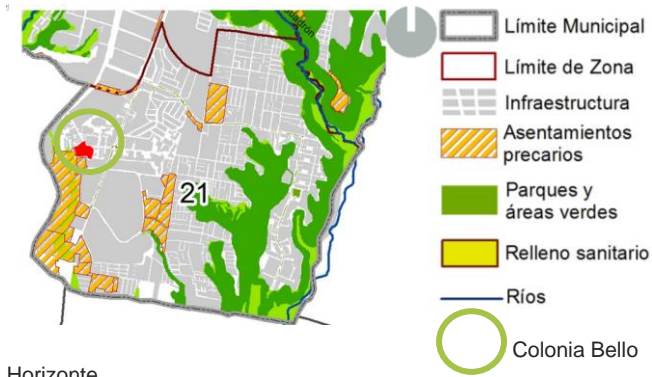 Límite Municipal
Límite de Zona
Infraestructura
Asentamientos
precarios
21
Parques y
áreas verdes
Relleno sanitario
Ríos
Colonia Bello
Horizonte